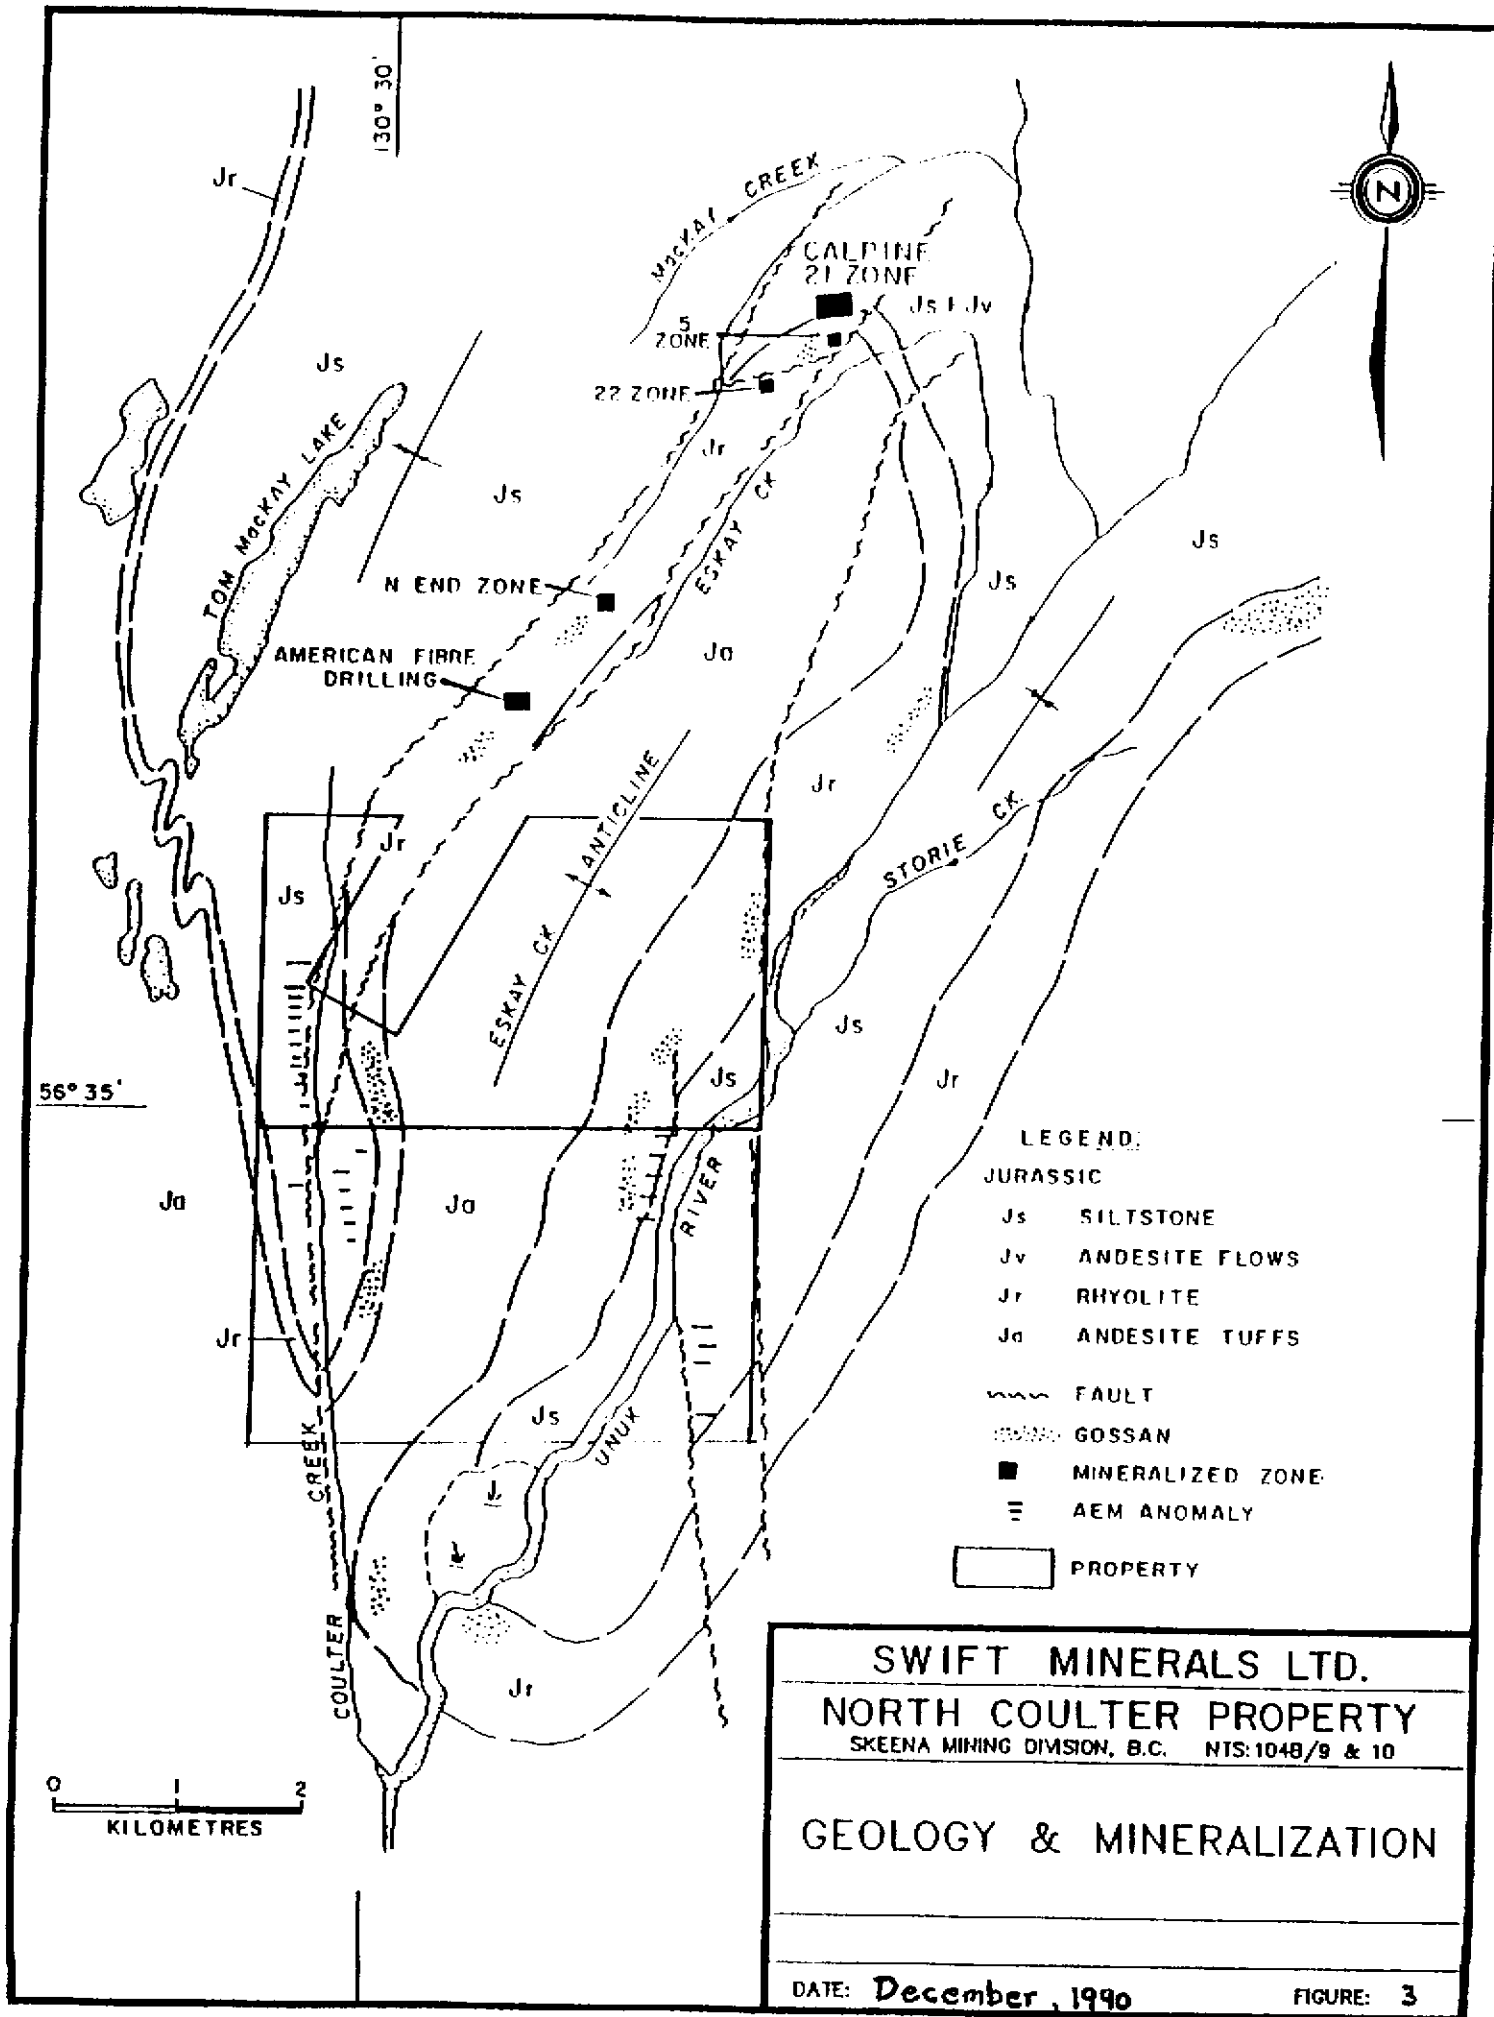 130° 30'
Jr
MacKAY CREEK
N
CALPINE
21 ZONE
Js + Jv
5
ZONE
Js
22 ZONE
Jr
TOM MacKAY LAKE
Js
ESKAY CK
Js
Js
N END ZONE
Ja
AMERICAN FIBRE
DRILLING
Jr
ESKAY CK ANTICLINE
STORIE CK.
Jr
Js
Js
Js
Jr
56° 35'
Ja
Ja
RIVER
Jr
Js
UNUK
CREEK
COULTER
Jr
LEGEND:
JURASSIC
Js SILTSTONE
Jv ANDESITE FLOWS
Jr RHYOLITE
Ja ANDESITE TUFFS
FAULT
GOSSAN
MINERALIZED ZONE
AEM ANOMALY
PROPERTY
0 1 2
KILOMETRES
SWIFT MINERALS LTD.
NORTH COULTER PROPERTY
SKEENA MINING DIVISION, B.C. NTS: 104B/9 & 10
GEOLOGY & MINERALIZATION
DATE: December, 1990 FIGURE: 3